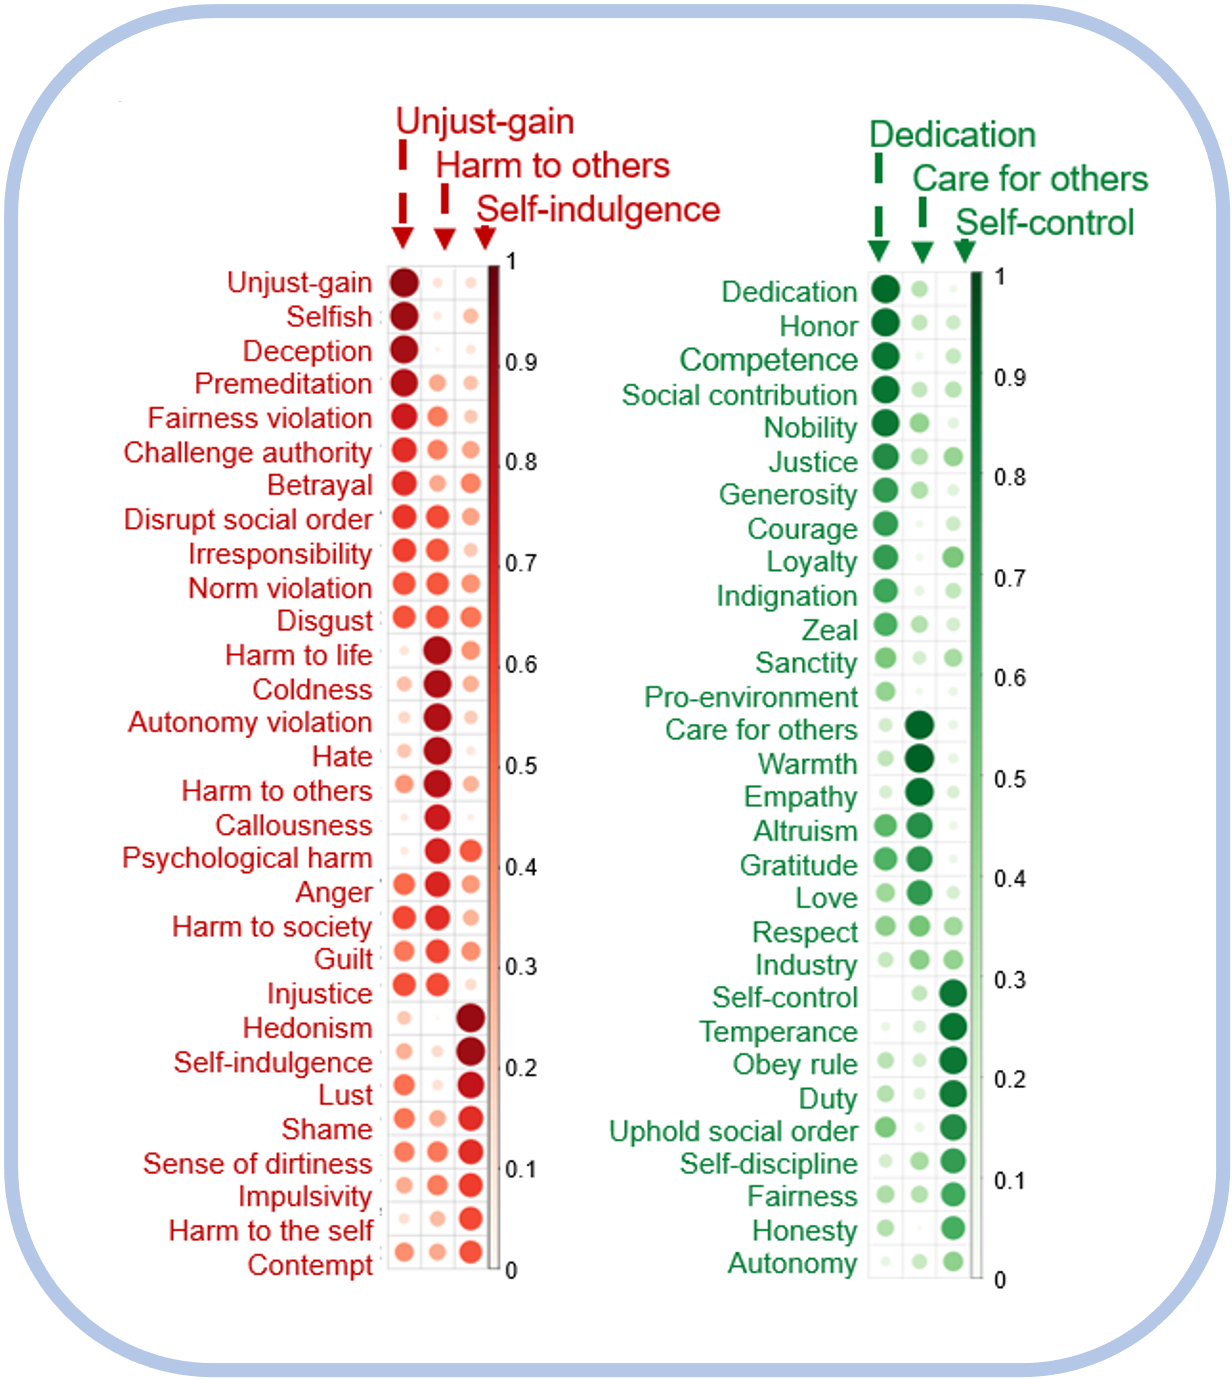 Unjust-gain
Harm to others
Self-indulgence
Unjust-gain
Selfish
Deception
Premeditation
Fairness violation
Challenge authority
Betrayal
Disrupt social order
Irresponsibility
Norm violation
Disgust
Harm to life
Coldness
Autonomy violation
Hate
Harm to others
Callousness
Psychological harm
Anger
Harm to society
Guilt
Injustice
Hedonism
Self-indulgence
Lust
Shame
Sense of dirtiness
Impulsivity
Harm to the self
Contempt
1
0.9
0.8
0.7
0.6
0.5
0.4
0.3
0.2
0.1
0
Dedication
Care for others
Self-control
Dedication
Honor
Competence
Social contribution
Nobility
Justice
Generosity
Courage
Loyalty
Indignation
Zeal
Sanctity
Pro-environment
Care for others
Warmth
Empathy
Altruism
Gratitude
Love
Respect
Industry
Self-control
Temperance
Obey rule
Duty
Uphold social order
Self-discipline
Fairness
Honesty
Autonomy
1
0.9
0.8
0.7
0.6
0.5
0.4
0.3
0.2
0.1
0